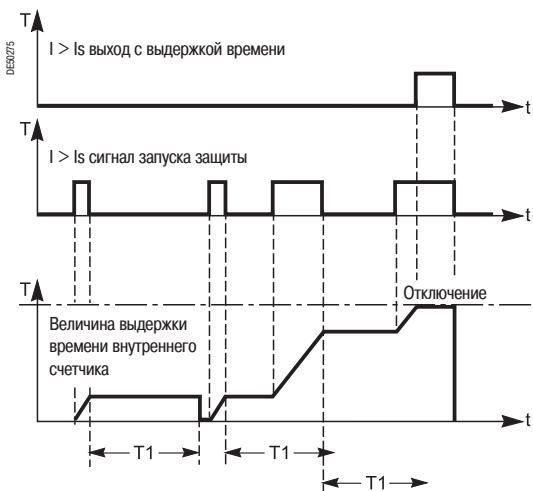 T
I > Is выход с выдержкой времени
DE50275
t
T
I > Is сигнал запуска защиты
t
T
Отключение
Величина выдержки
времени внутреннего
счетчика
t
T1
T1
T1